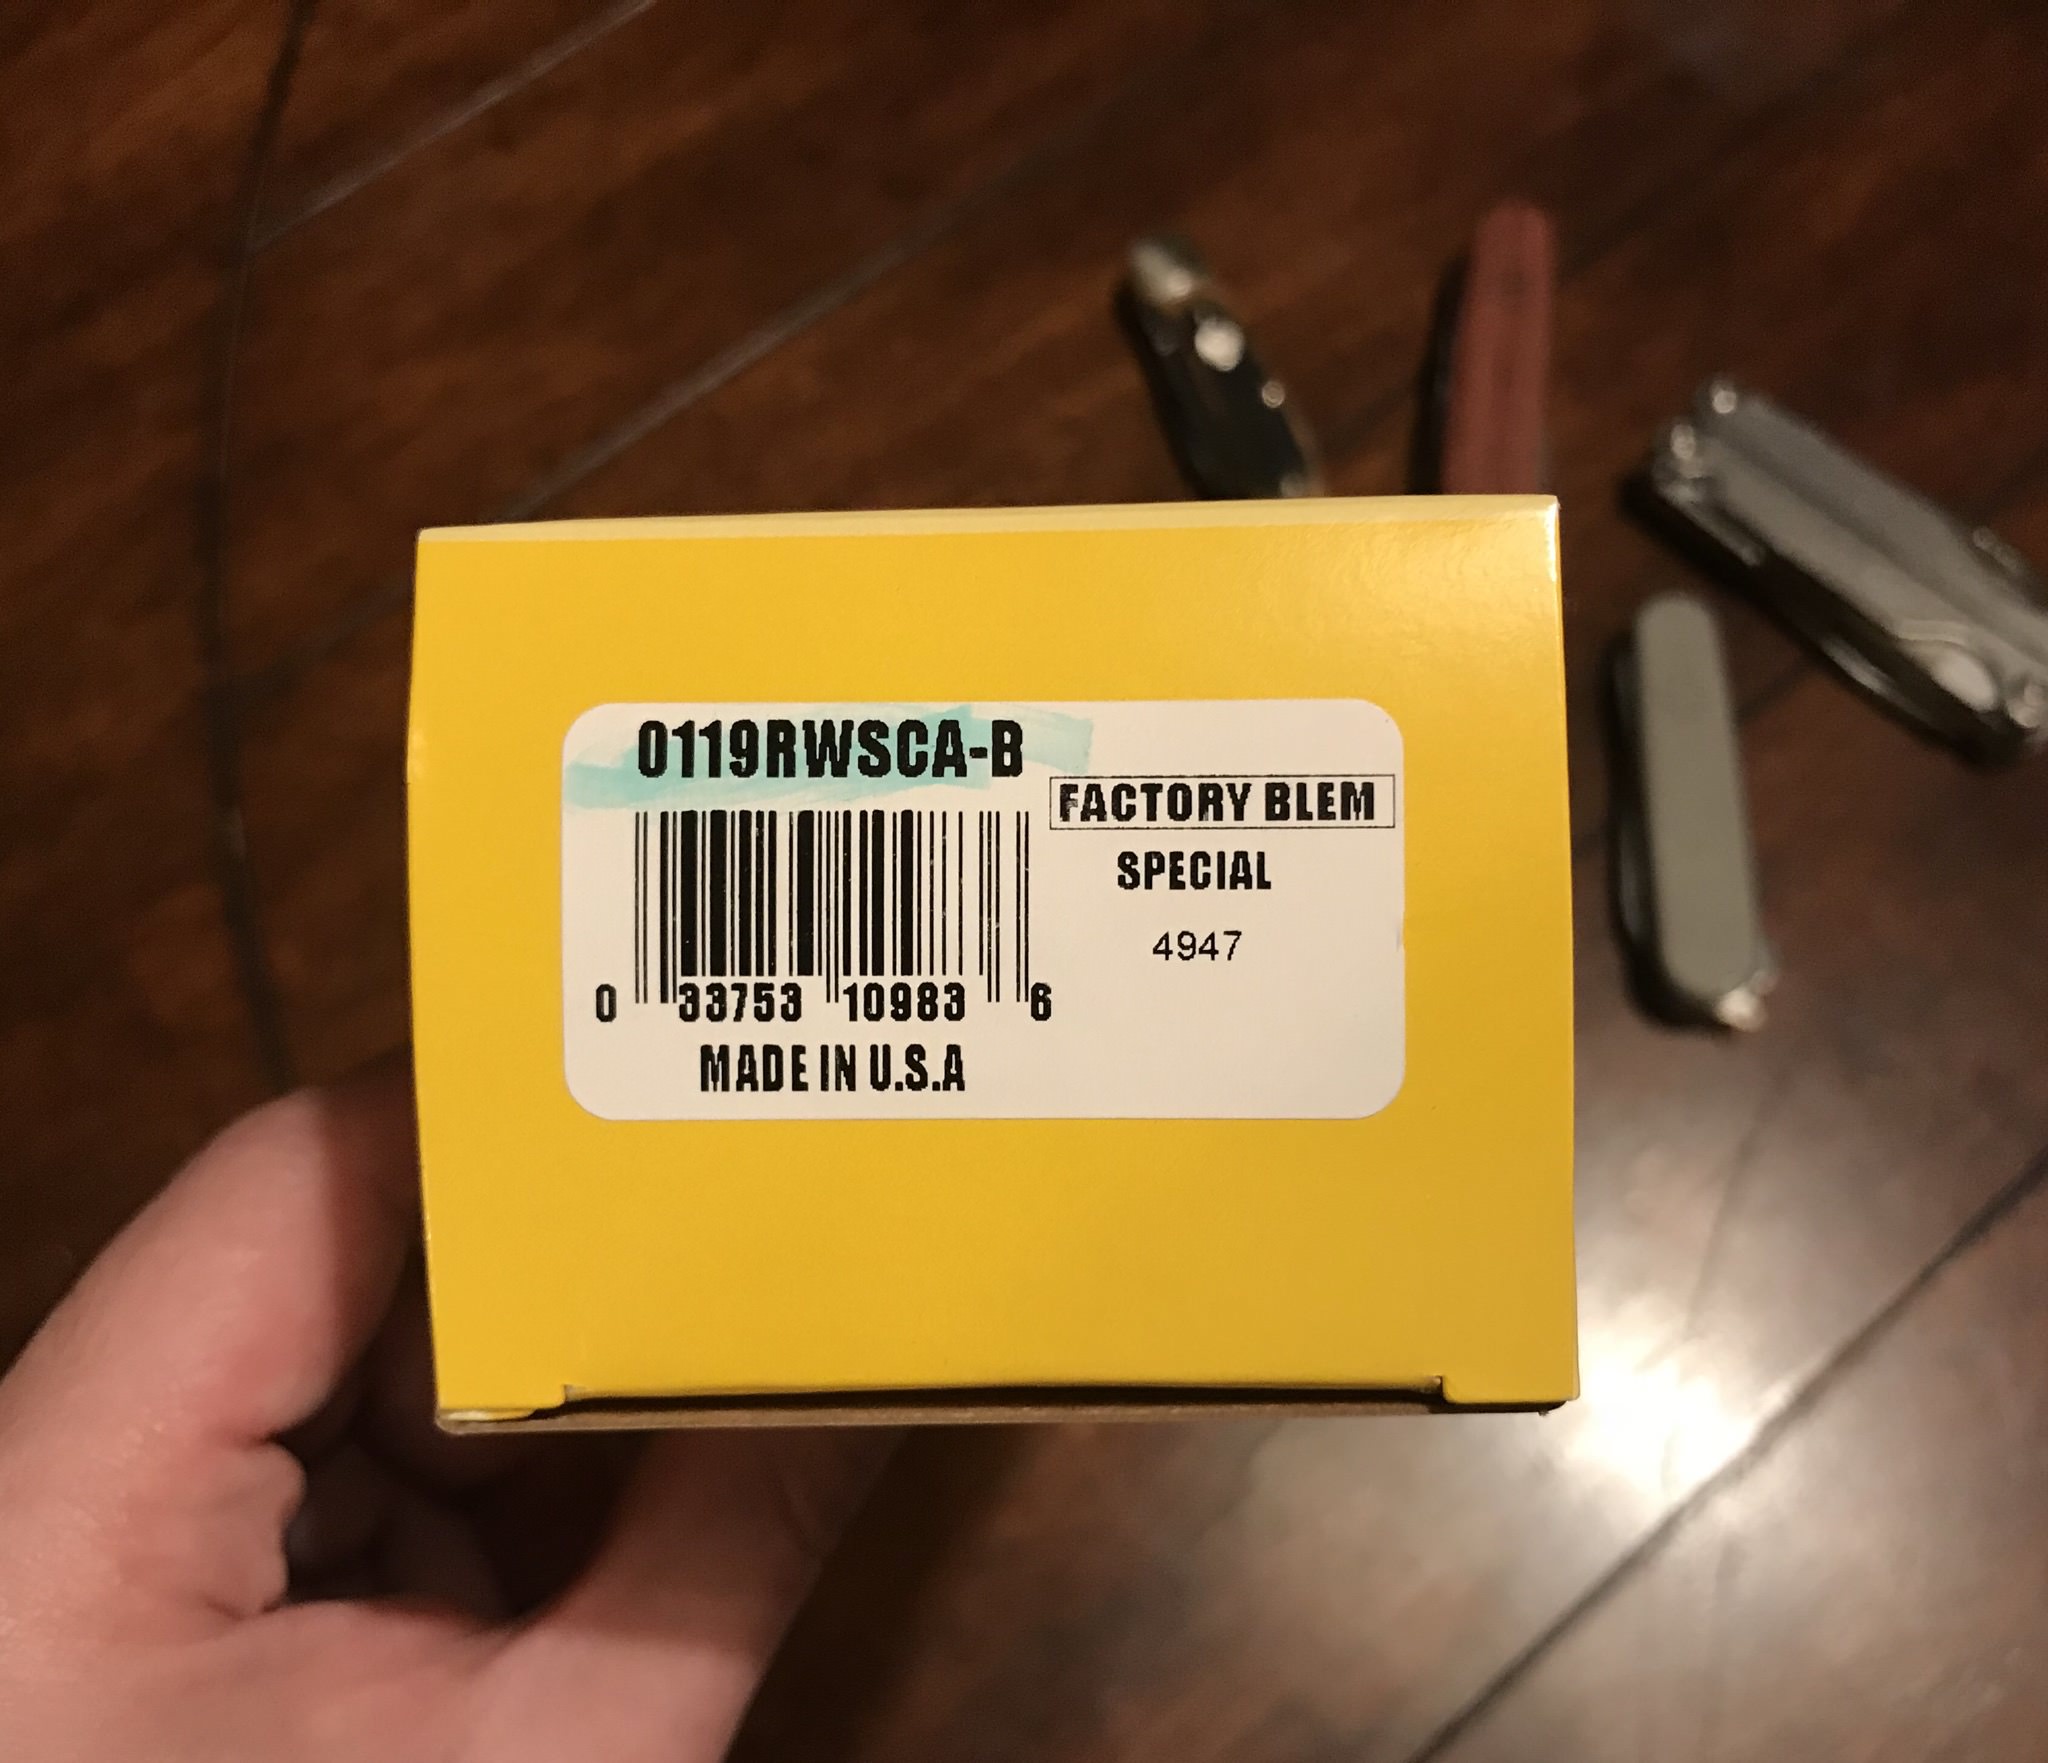 0119RWSCA-B
FACTORY BLEM
SPECIAL
4947
0 33753 10983 6
MADE IN U.S.A